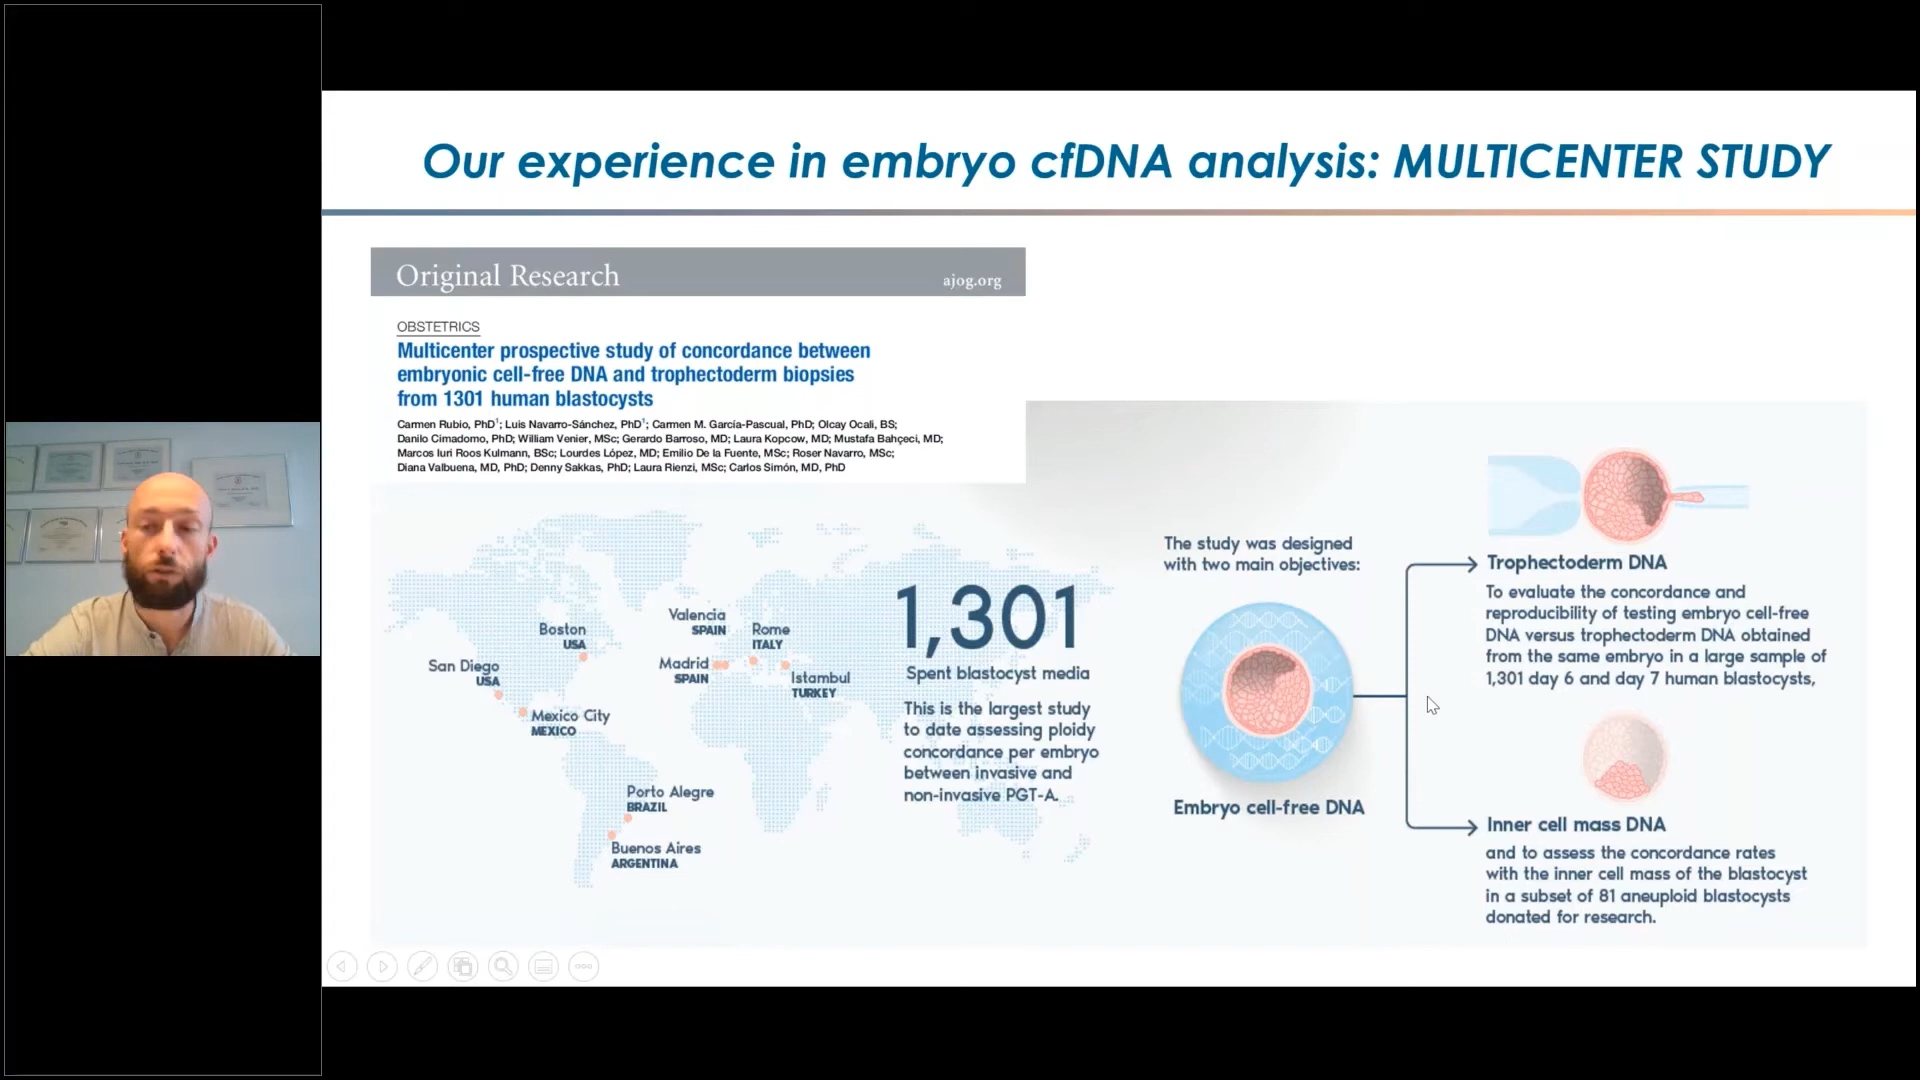 Our experience in embryo cfDNA analysis: MULTICENTER STUDY
Original Research
ajog.org
OBSTETRICS
Multicenter prospective study of concordance between
embryonic cell-free DNA and trophectoderm biopsies
from 1301 human blastocysts
Carmen Rubio, PhD¹; Luis Navarro-Sánchez, PhD¹; Carmen M. García-Pascual, PhD; Olcay Ocali, BS;
Danilo Cimadomo, PhD; William Venier, MSc; Gerardo Barroso, MD; Laura Kopcow, MD; Mustafa Bahçeci, MD;
Marcos Iuri Roos Kulmann, BSc; Lourdes López, MD; Emilio De la Fuente, MSc; Roser Navarro, MSc;
Diana Valbuena, MD, PhD; Denny Sakkas, PhD; Laura Rienzi, MSc; Carlos Simón, MD, PhD
Boston
USA
San Diego
USA
Mexico City
MEXICO
Porto Alegre
BRAZIL
Buenos Aires
ARGENTINA
Valencia
SPAIN
Madrid
SPAIN
Rome
ITALY
Istambul
TURKEY
1,301
Spent blastocyst media
This is the largest study
to date assessing ploidy
concordance per embryo
between invasive and
non-invasive PGT-A.
The study was designed
with two main objectives:
Embryo cell-free DNA
Trophectoderm DNA
To evaluate the concordance and
reproducibility of testing embryo cell-free
DNA versus trophectoderm DNA obtained
from the same embryo in a large sample of
1,301 day 6 and day 7 human blastocysts,
Inner cell mass DNA
and to assess the concordance rates
with the inner cell mass of the blastocyst
in a subset of 81 aneuploid blastocysts
donated for research.